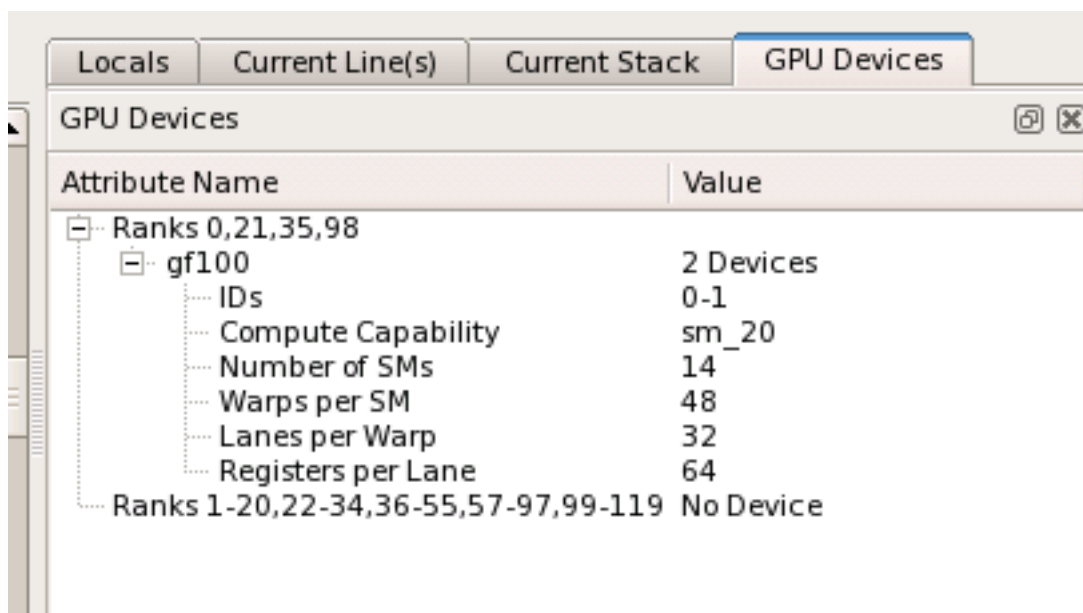 Locals Current Line(s) Current Stack GPU Devices
GPU Devices
Attribute Name Value
Ranks 0,21,35,98
gf100 2 Devices
IDs 0-1
Compute Capability sm_20
Number of SMs 14
Warps per SM 48
Lanes per Warp 32
Registers per Lane 64
Ranks 1-20,22-34,36-55,57-97,99-119 No Device